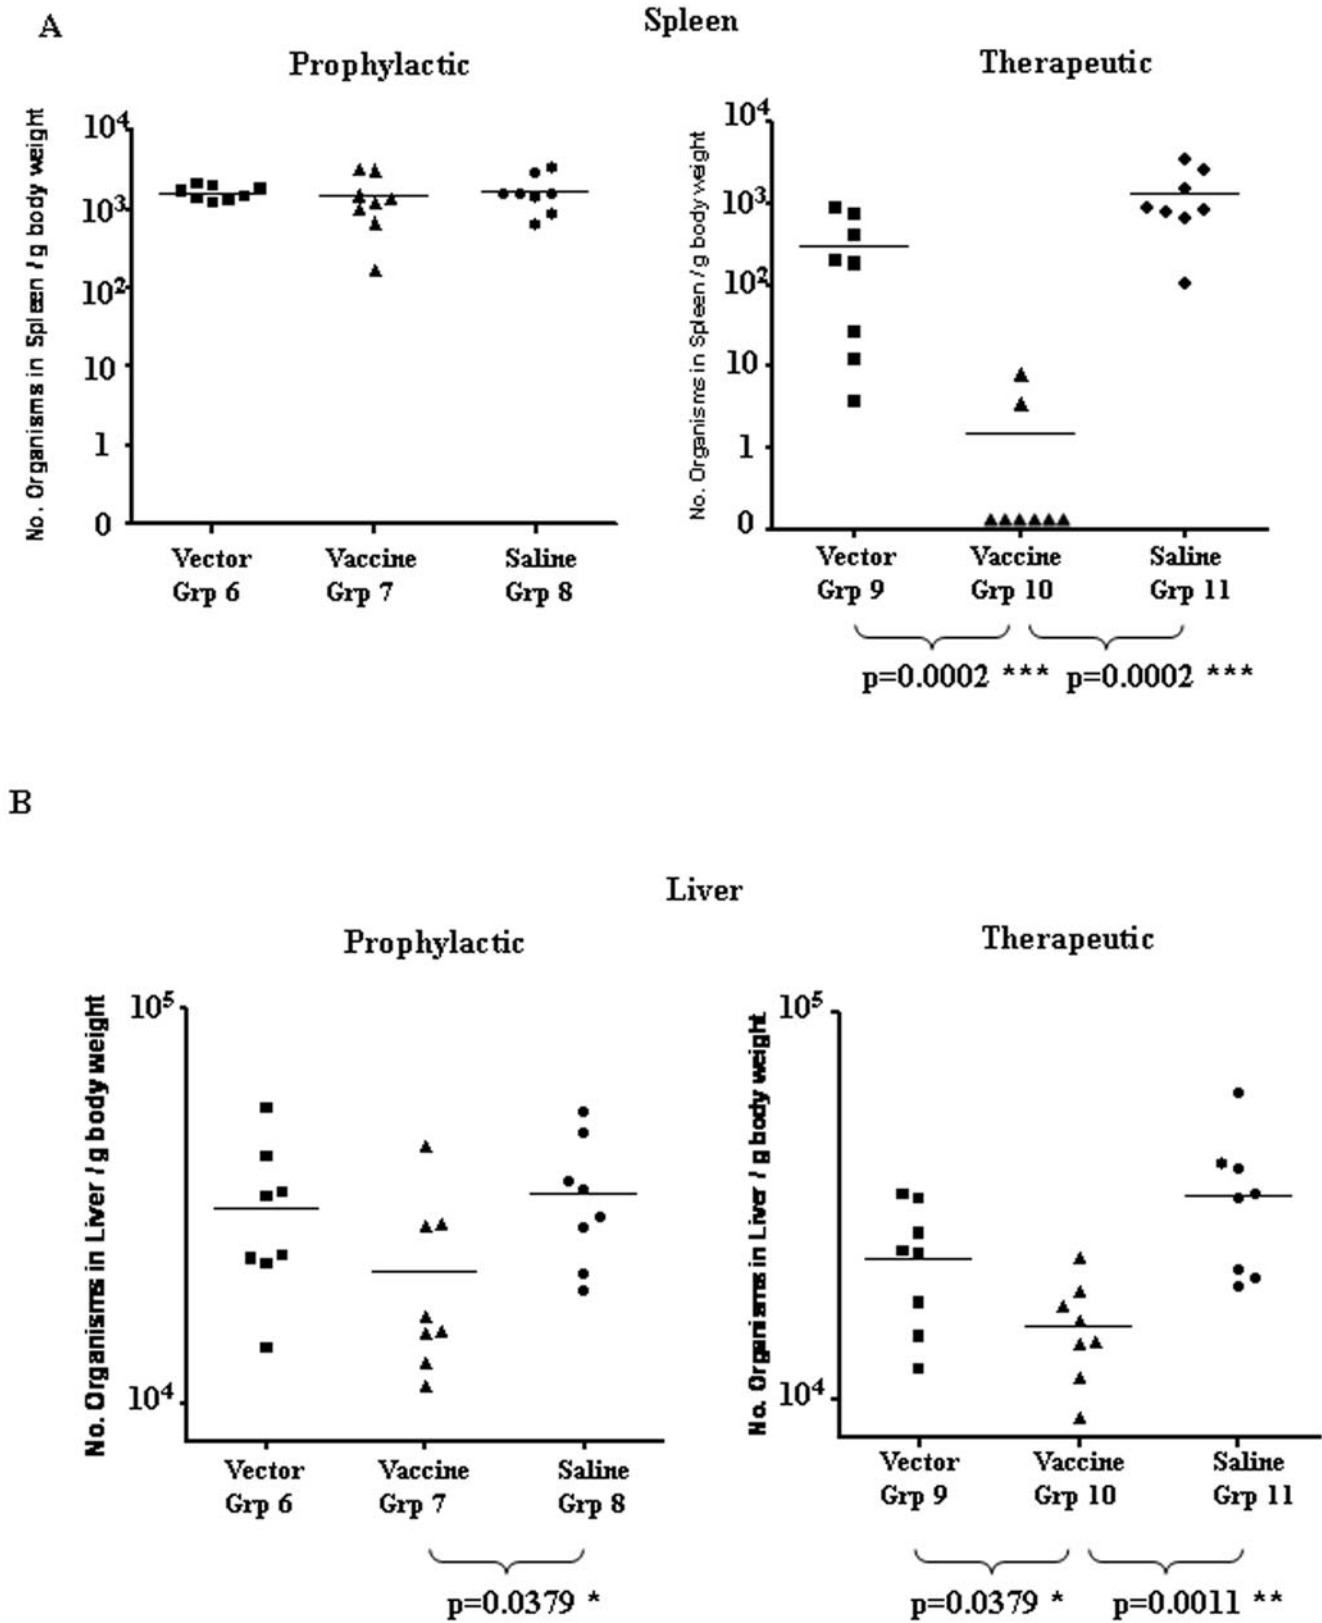 A
Spleen
Prophylactic
Therapeutic
No. Organisms in Spleen / g body weight
10⁴
10³
10²
10
1
0
Vector Vaccine Saline
Grp 6 Grp 7 Grp 8
No. Organisms in Spleen / g body weight
10⁴
10³
10²
10
1
0
Vector Vaccine Saline
Grp 9 Grp 10 Grp 11
p=0.0002 *** p=0.0002 ***
B
Liver
Prophylactic
Therapeutic
No. Organisms in Liver / g body weight
10⁵
10⁴
Vector Vaccine Saline
Grp 6 Grp 7 Grp 8
p=0.0379 *
No. Organisms in Liver / g body weight
10⁵
10⁴
Vector Vaccine Saline
Grp 9 Grp 10 Grp 11
p=0.0379 * p=0.0011 **